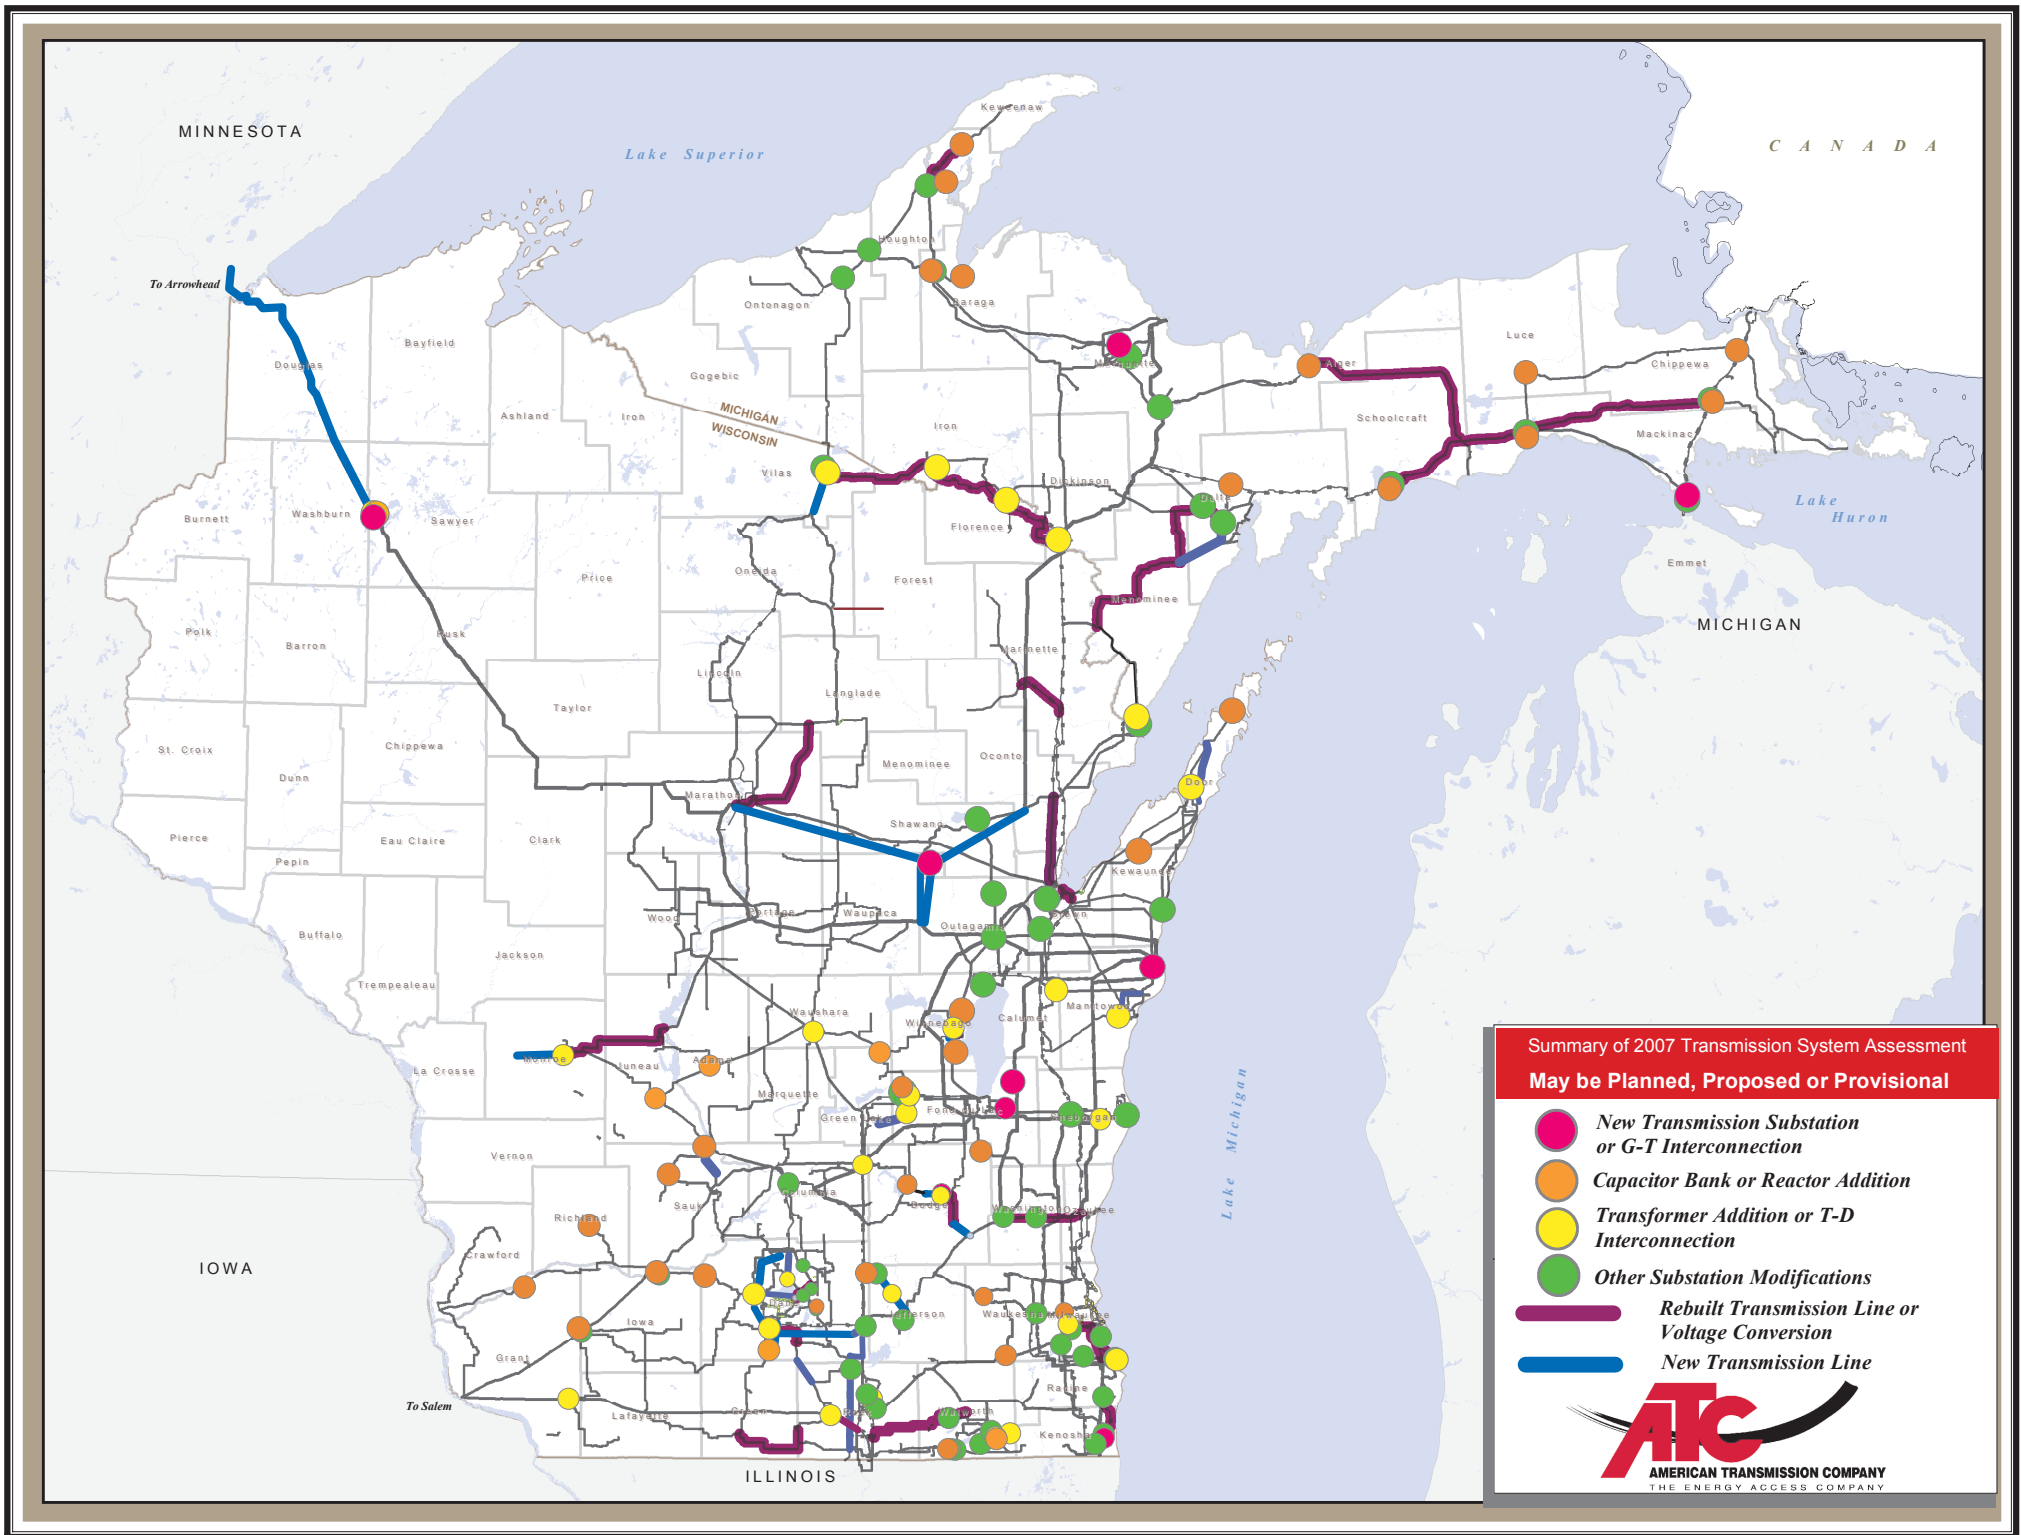 MINNESOTA
Lake Superior
CANADA
Keweenaw
Houghton
To Arrowhead
Ontonagon
Baraga
Luce
Bayfield
Douglas
Marquette
Alger
Chippewa
Gogebic
MICHIGAN
WISCONSIN
Ashland
Iron
Iron
Schoolcraft
Mackinac
Vilas
Dickinson
Delta
Lake
Huron
Burnett
Washburn
Sawyer
Florence
Emmet
Oneida
Price
Forest
Menominee
MICHIGAN
Polk
Rusk
Barron
Marinette
Lincoln
Langlade
Taylor
St. Croix
Chippewa
Menominee
Oconto
Dunn
Door
Marathon
Shawano
Pierce
Eau Claire
Clark
Pepin
Kewaunee
Wood
Portage
Waupaca
Brown
Buffalo
Outagamie
Jackson
Trempealeau
Waushara
Winnebago
Calumet
Manitowoc
La Crosse
Monroe
Juneau
Adams
Marquette
Green Lake
Fond du Lac
Sheboygan
Lake Michigan
Vernon
Columbia
Sauk
Dodge
Washington
Ozaukee
Richland
Crawford
IOWA
Dane
Jefferson
Waukesha
Milwaukee
Iowa
Grant
Racine
To Salem
Lafayette
Green
Rock
Walworth
Kenosha
ILLINOIS
Summary of 2007 Transmission System Assessment
May be Planned, Proposed or Provisional
New Transmission Substation
or G-T Interconnection
Capacitor Bank or Reactor Addition
Transformer Addition or T-D
Interconnection
Other Substation Modifications
Rebuilt Transmission Line or
Voltage Conversion
New Transmission Line
ATC
AMERICAN TRANSMISSION COMPANY
THE ENERGY ACCESS COMPANY